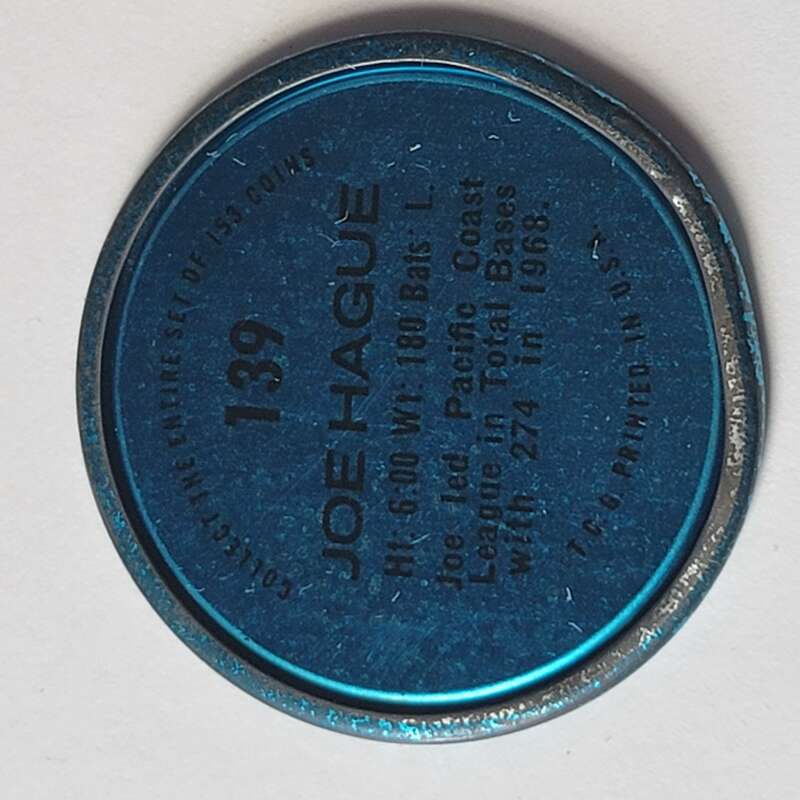 COLLECT THE ENTIRE SET OF 153 COINS
139
JOE HAGUE
Ht: 6:00 Wt: 180 Bats: L.
Joe led Pacific Coast
League in Total Bases
with 274 in 1968.
T.C.G. PRINTED IN U.S.A.